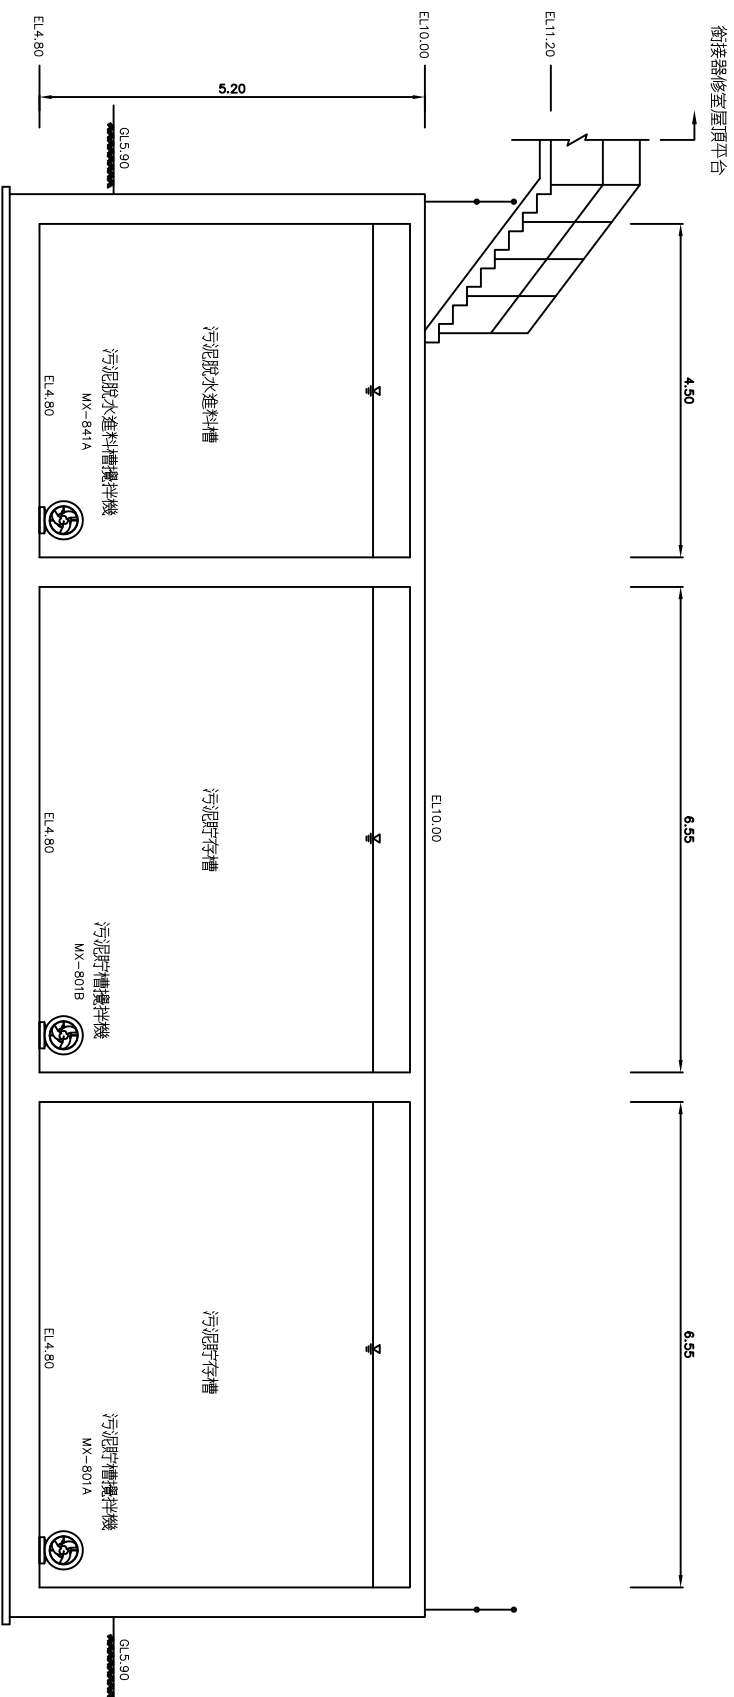 銜接器修室屋頂平台
EL11.20
EL10.00
EL4.80
5.20
GL5.90
4.50
6.55
6.55
EL10.00
污泥脫水進料槽
污泥脫水進料槽攪拌機
MX-841A
EL4.80
污泥貯存槽
污泥貯槽攪拌機
MX-801B
EL4.80
污泥貯存槽
污泥貯槽攪拌機
MX-801A
EL4.80
GL5.90